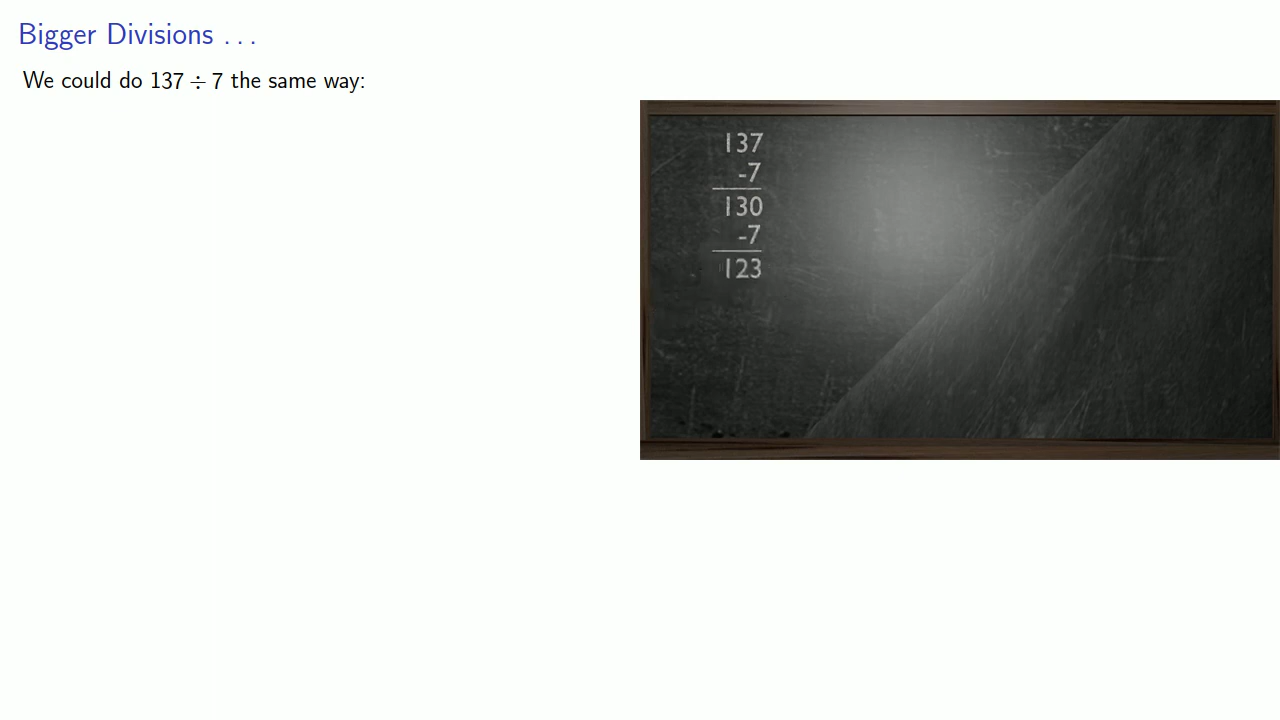 Bigger Divisions ...
We could do 137 ÷ 7 the same way:
137
-7
130
-7
123